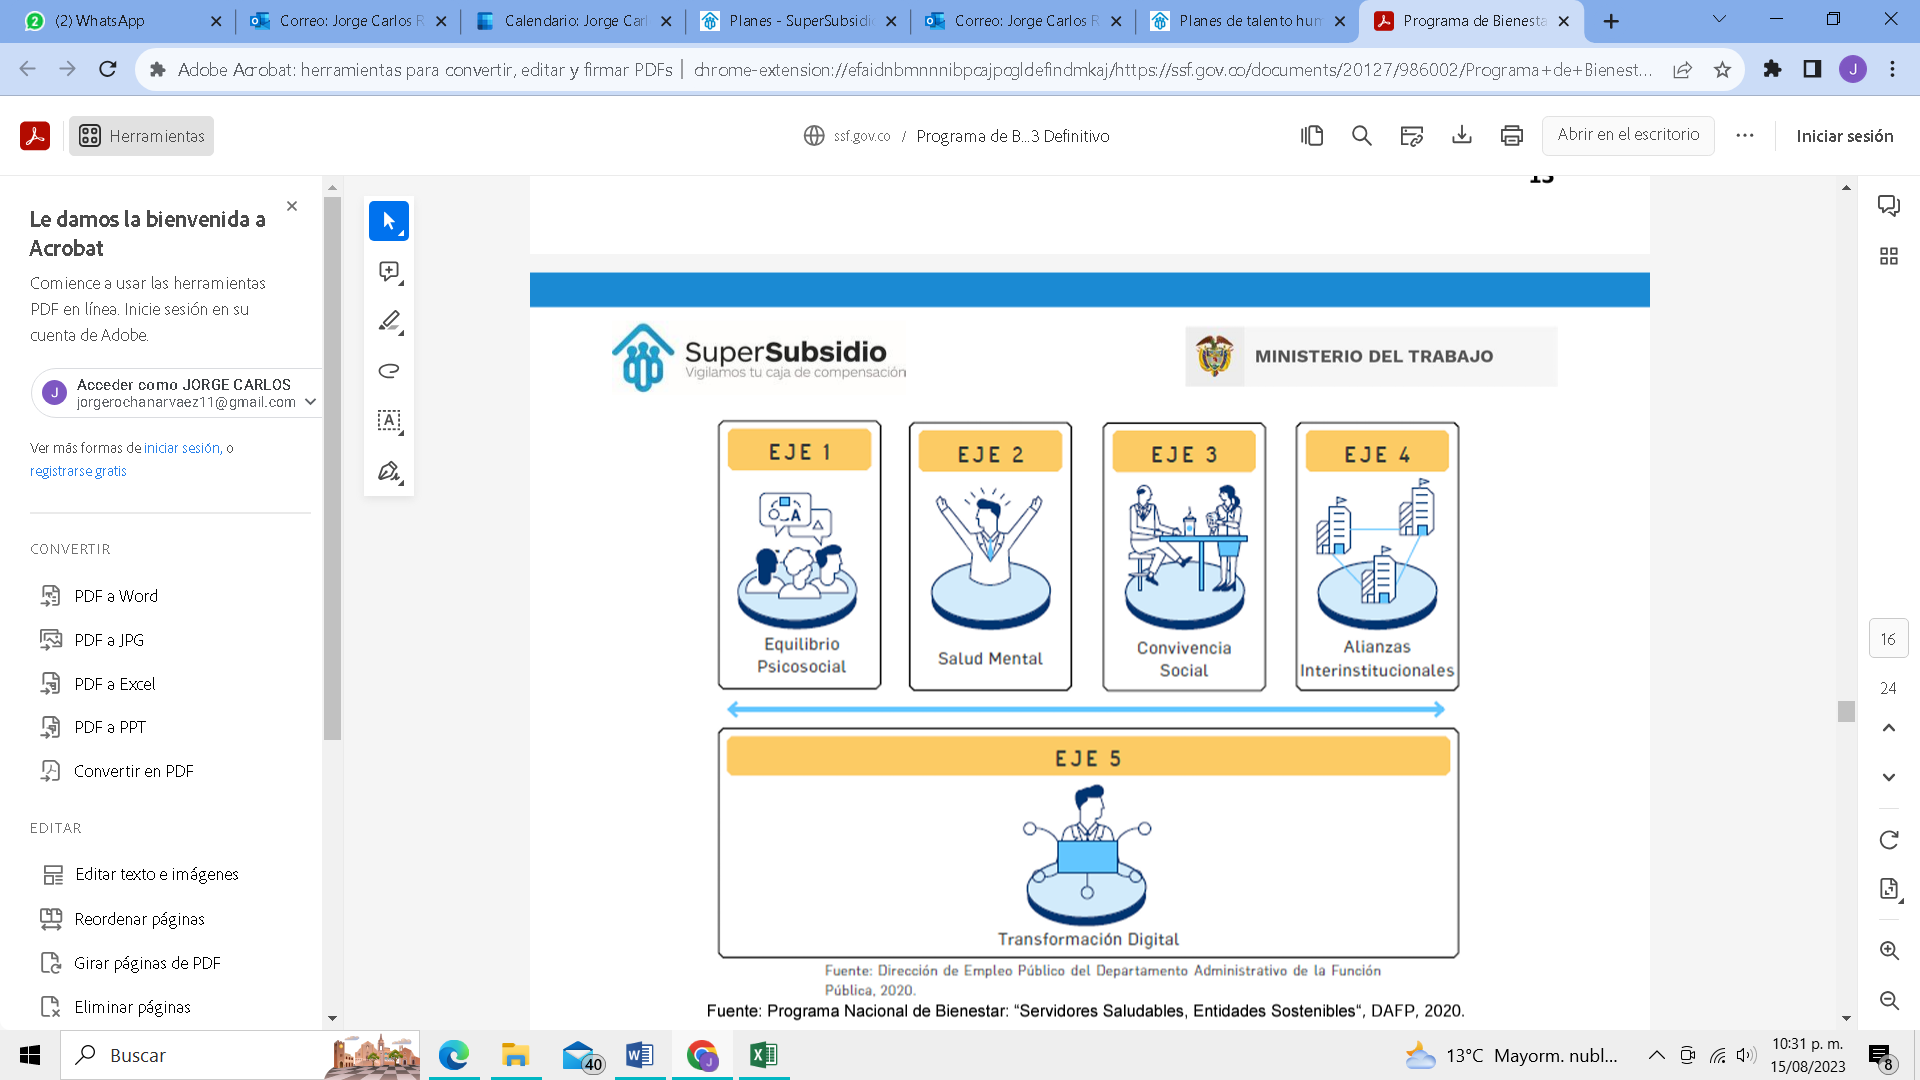 (2) WhatsApp
Correo: Jorge Carlos R
Calendario: Jorge Carl
Planes - SuperSubsidio
Correo: Jorge Carlos R
Planes de talento hum
Programa de Bienesta
Adobe Acrobat: herramientas para convertir, editar y firmar PDFs | chrome-extension://efaidnbmnnnibpcajpcglclefindmkaj/https://ssf.gov.co/documents/20127/986002/Programa+de+Bienest...
J
Herramientas
ssf.gov.co / Programa de B...3 Definitivo
Abrir en el escritorio
Iniciar sesión
Le damos la bienvenida a
Acrobat
Comience a usar las herramientas
PDF en línea. Inicie sesión en su
cuenta de Adobe.
J
Acceder como JORGE CARLOS
jorgerochanarvaez11@gmail.com
Ver más formas de iniciar sesión, o
registrarse gratis
CONVERTIR
PDF a Word
PDF a JPG
PDF a Excel
PDF a PPT
Convertir en PDF
EDITAR
Editar texto e imágenes
Reordenar páginas
Girar páginas de PDF
Eliminar páginas
SuperSubsidio
Vigilamos tu caja de compensación
MINISTERIO DEL TRABAJO
EJE 1
Equilibrio
Psicosocial
EJE 2
Salud Mental
EJE 3
Convivencia
Social
EJE 4
Alianzas
Interinstitucionales
EJE 5
Transformación Digital
Fuente: Dirección de Empleo Público del Departamento Administrativo de la Función
Pública, 2020.
Fuente: Programa Nacional de Bienestar: “Servidores Saludables, Entidades Sostenibles“, DAFP, 2020.
16
24
Buscar
40
J
13°C Mayorm. nubl...
10:31 p. m.
15/08/2023
8